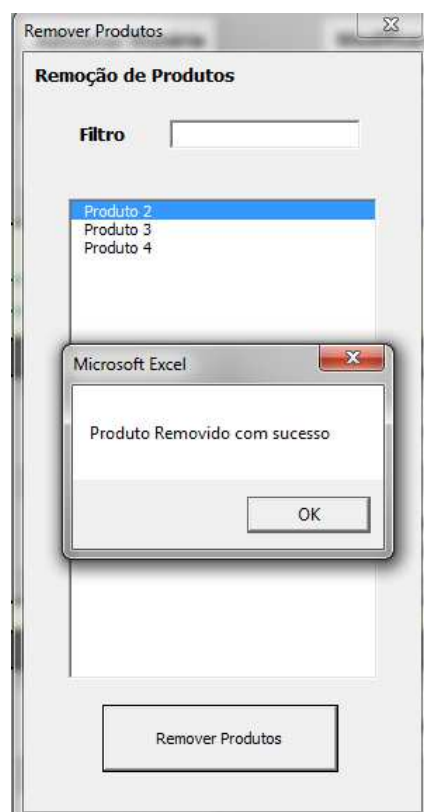 Remover Produtos
Remoção de Produtos
Filtro
Produto 2
Produto 3
Produto 4
Microsoft Excel
Produto Removido com sucesso
OK
Remover Produtos